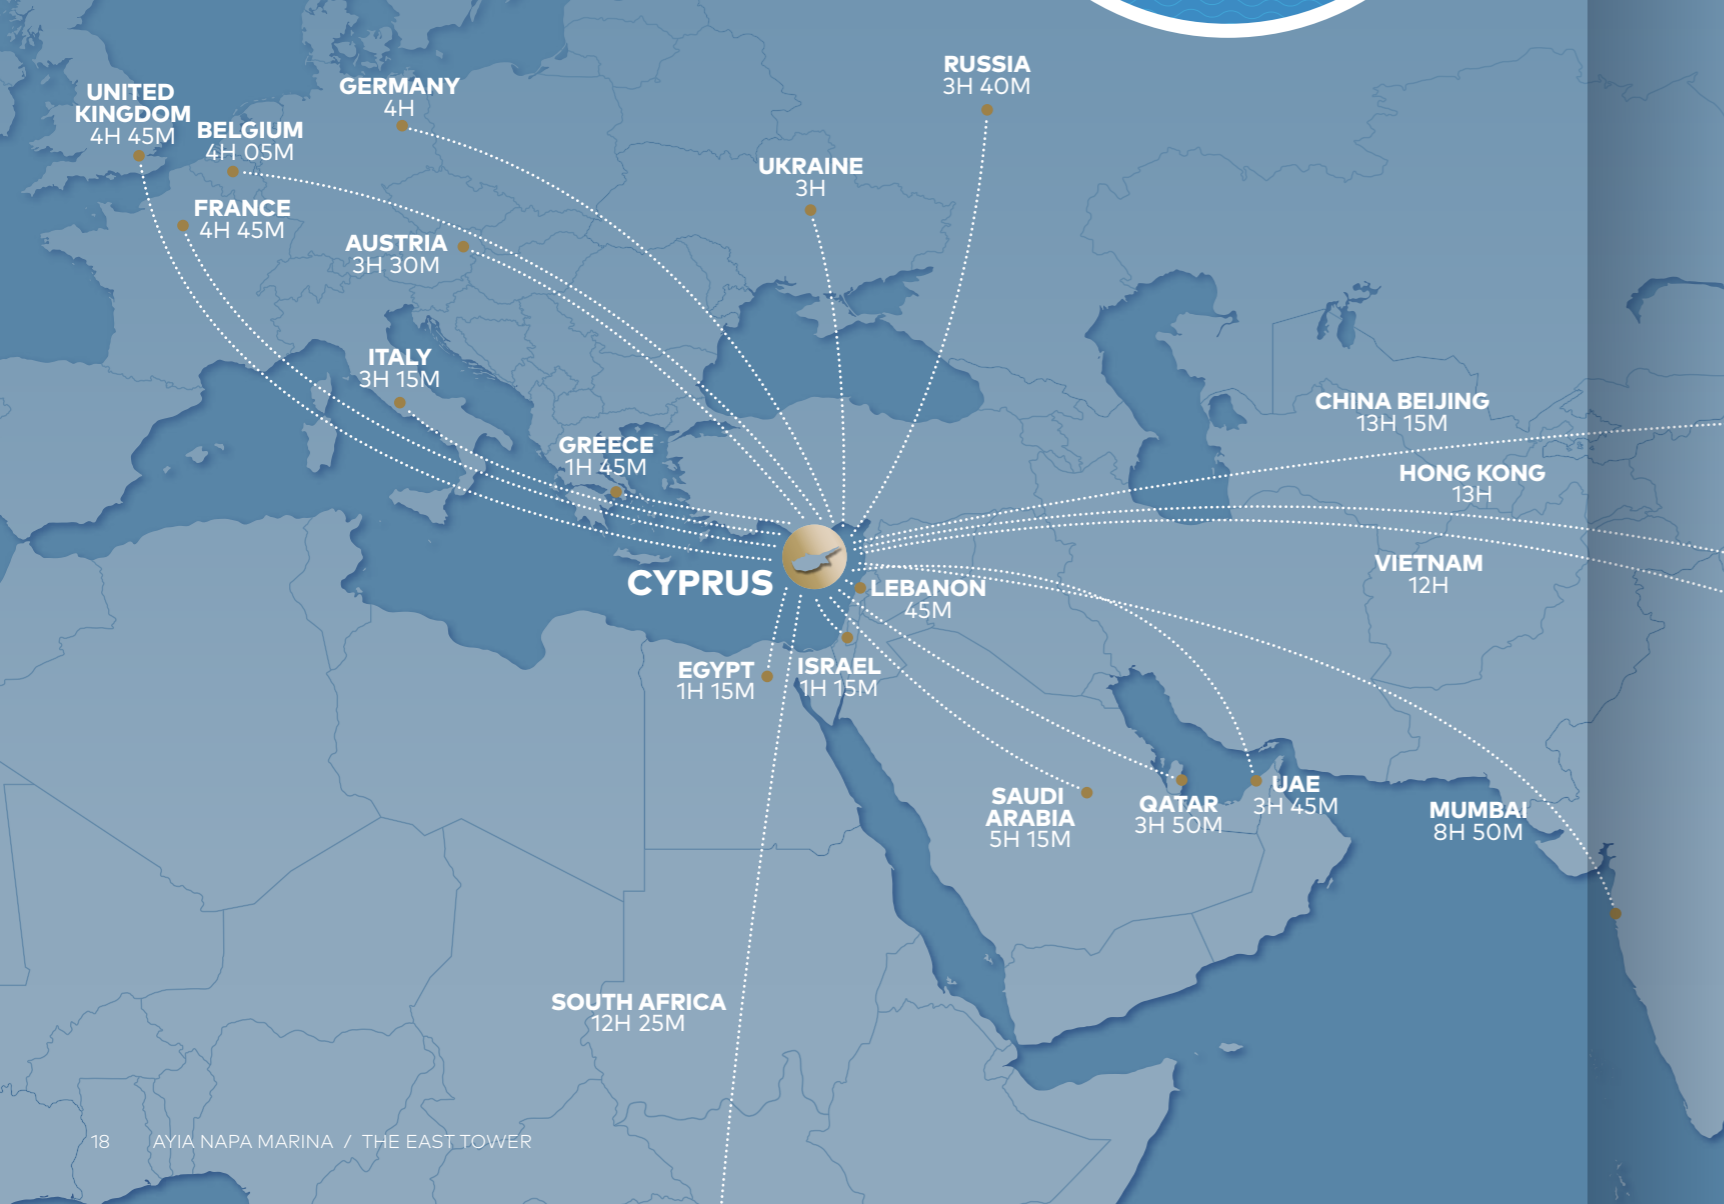 RUSSIA
3H 40M
GERMANY
4H
UNITED
KINGDOM
4H 45M
BELGIUM
4H 05M
UKRAINE
3H
FRANCE
4H 45M
AUSTRIA
3H 30M
ITALY
3H 15M
CHINA BEIJING
13H 15M
GREECE
1H 45M
HONG KONG
13H
VIETNAM
12H
CYPRUS
LEBANON
45M
EGYPT
1H 15M
ISRAEL
1H 15M
SAUDI
ARABIA
5H 15M
QATAR
3H 50M
UAE
3H 45M
MUMBAI
8H 50M
SOUTH AFRICA
12H 25M
18 AYIA NAPA MARINA / THE EAST TOWER